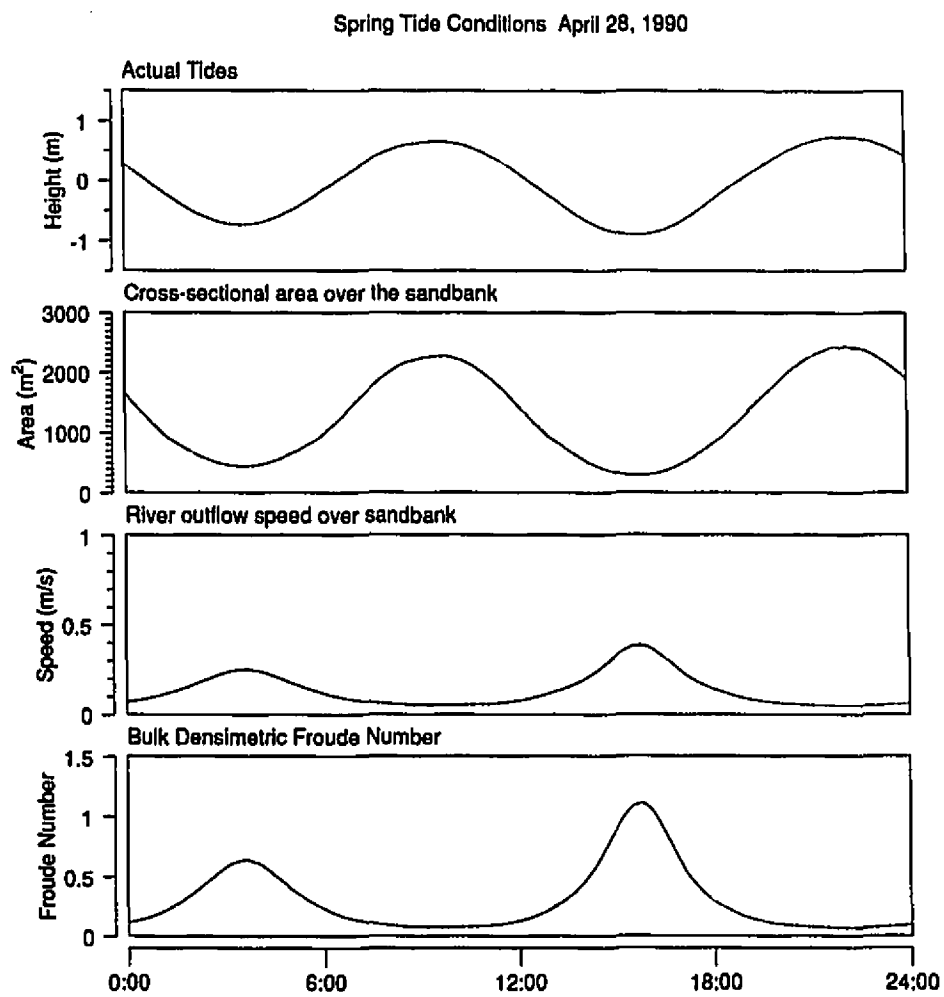 Spring Tide Conditions April 28, 1990
Actual Tides
Height (m)
1
0
-1
Cross-sectional area over the sandbank
Area (m²)
3000
2000
1000
0
River outflow speed over sandbank
Speed (m/s)
1
0.5
0
Bulk Densimetric Froude Number
Froude Number
1.5
1
0.5
0
0:00 6:00 12:00 18:00 24:00